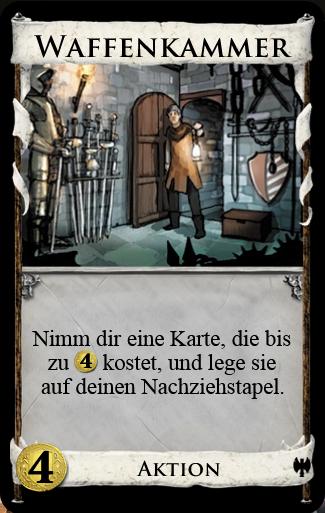 WAFFENKAMMER
Nimm dir eine Karte, die bis
zu 4 kostet, und lege sie
auf deinen Nachziehstapel.
4 AKTION